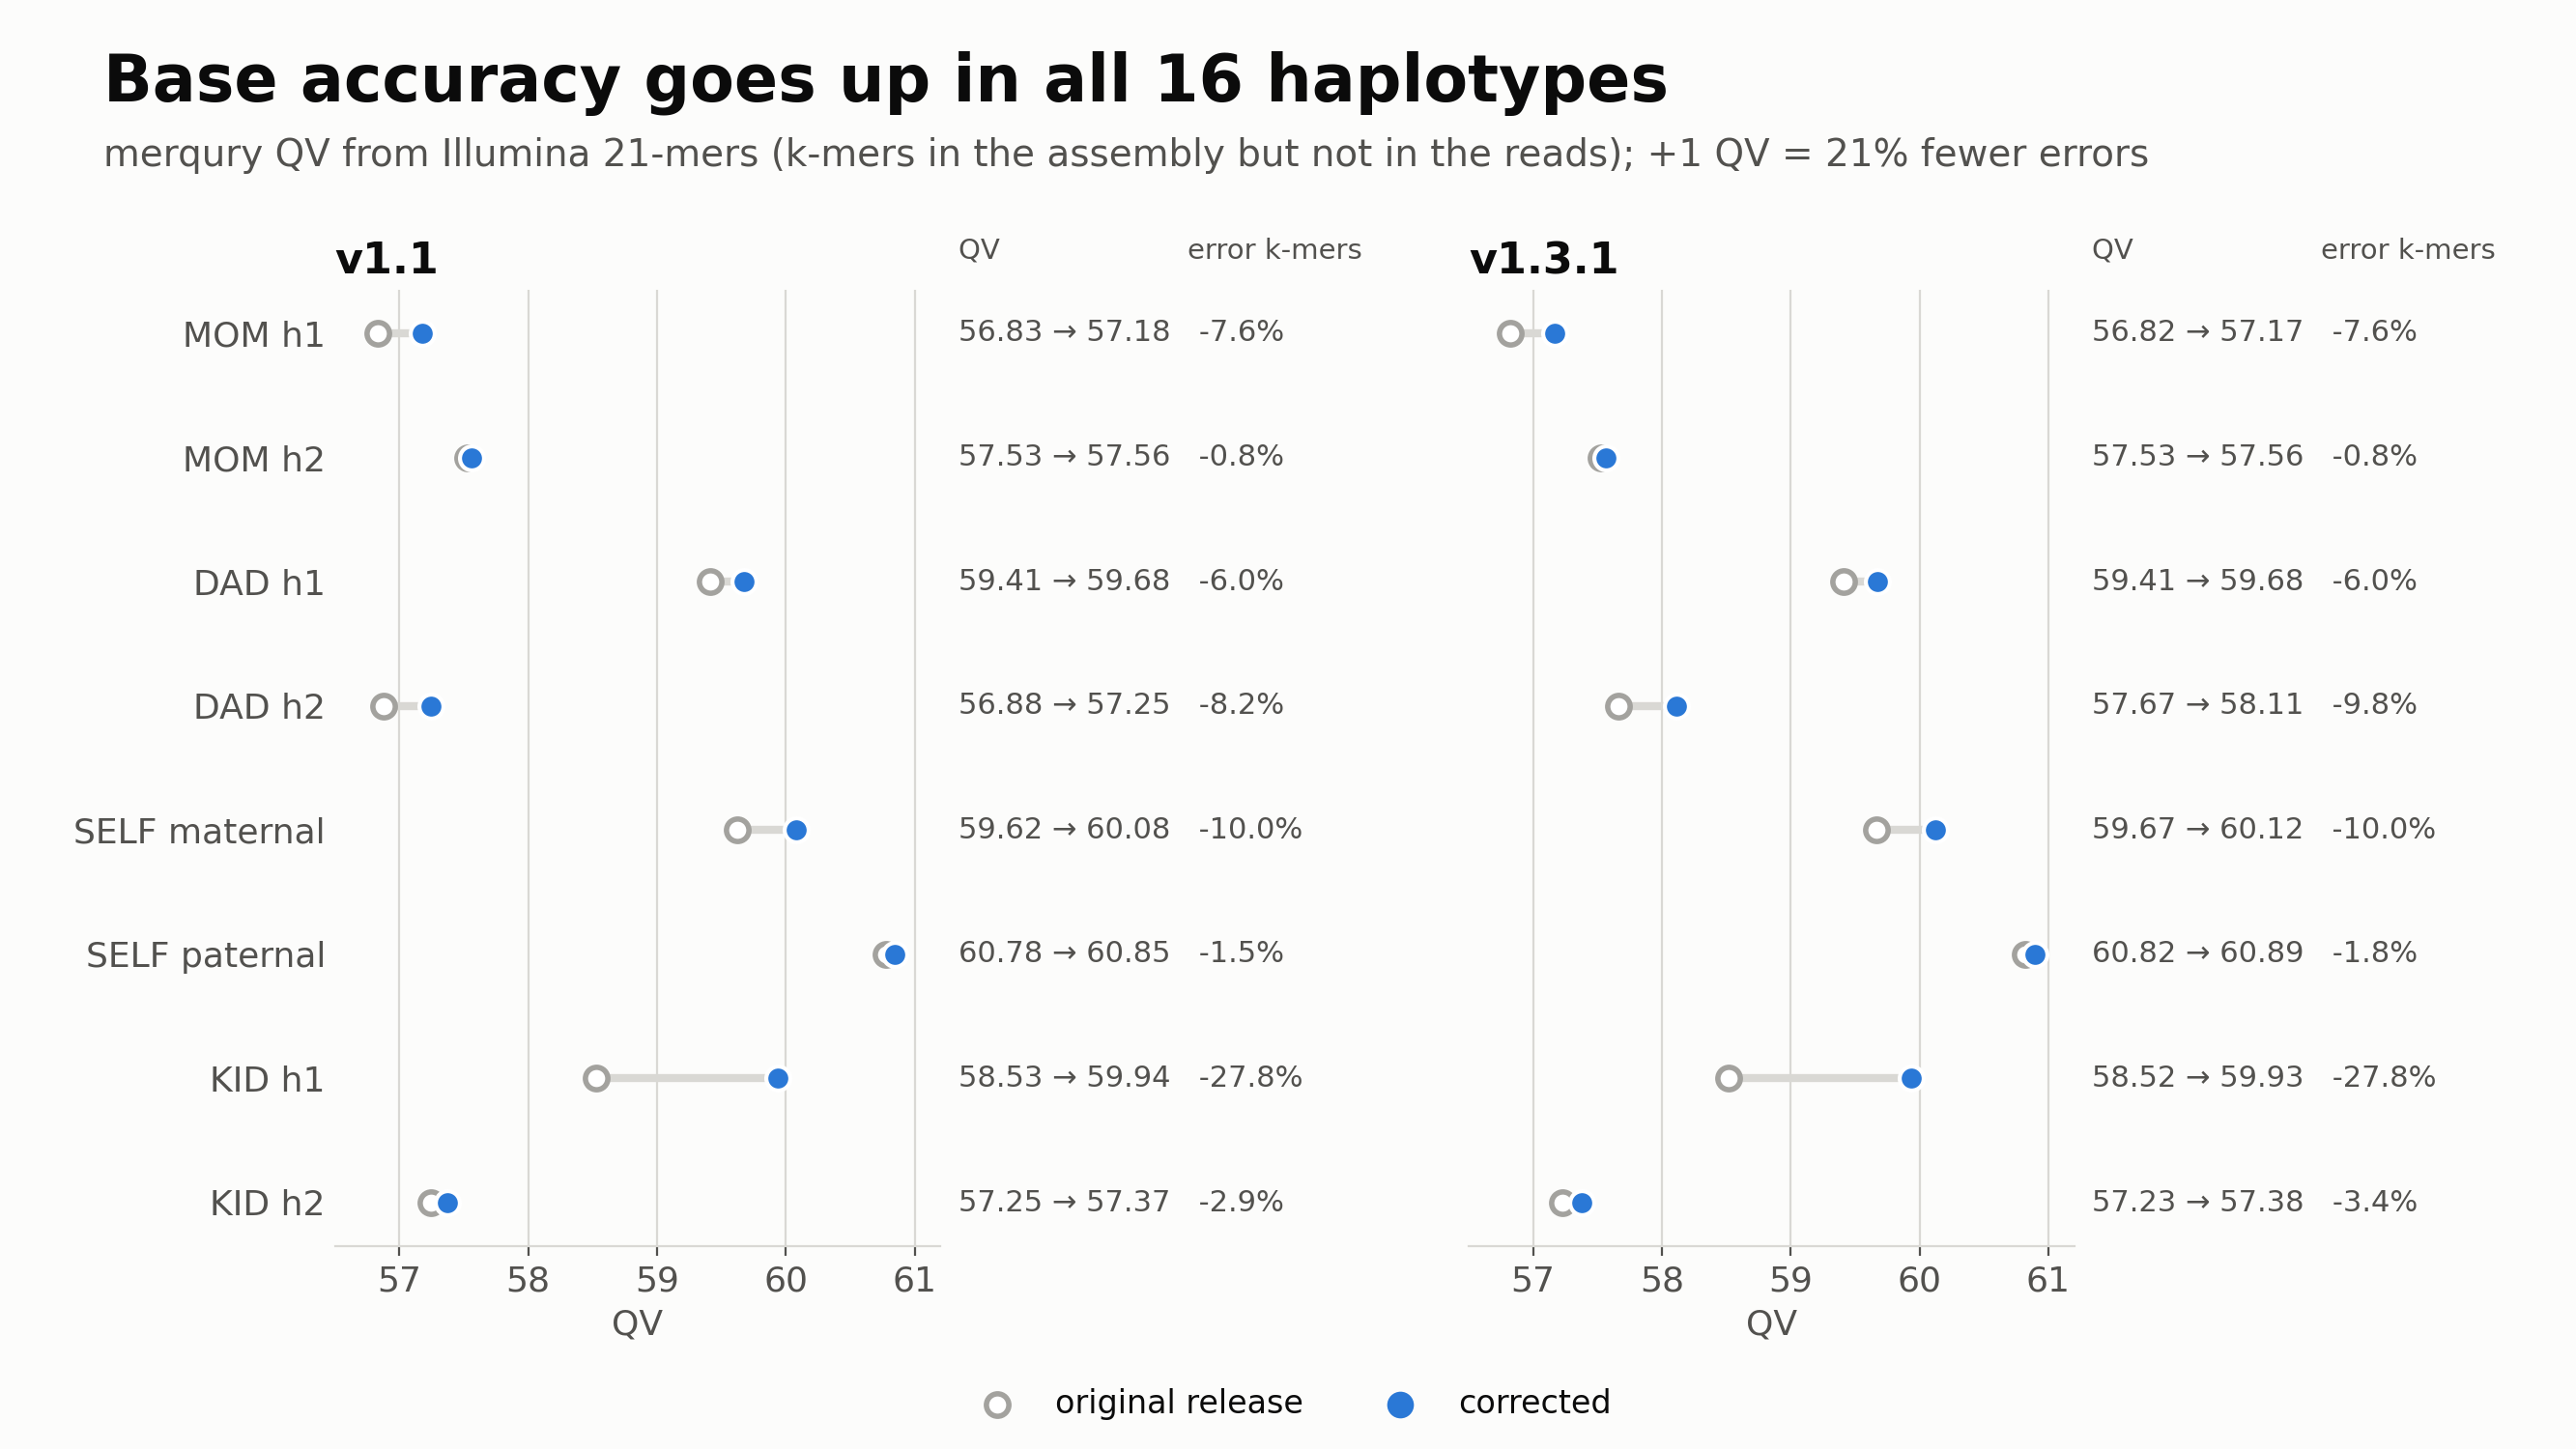 Base accuracy goes up in all 16 haplotypes
merqury QV from Illumina 21-mers (k-mers in the assembly but not in the reads); +1 QV = 21% fewer errors
v1.1
QV error k-mers
MOM h1 56.83 → 57.18 -7.6%
MOM h2 57.53 → 57.56 -0.8%
DAD h1 59.41 → 59.68 -6.0%
DAD h2 56.88 → 57.25 -8.2%
SELF maternal 59.62 → 60.08 -10.0%
SELF paternal 60.78 → 60.85 -1.5%
KID h1 58.53 → 59.94 -27.8%
KID h2 57.25 → 57.37 -2.9%
57 58 59 60 61
QV
v1.3.1
QV error k-mers
56.82 → 57.17 -7.6%
57.53 → 57.56 -0.8%
59.41 → 59.68 -6.0%
57.67 → 58.11 -9.8%
59.67 → 60.12 -10.0%
60.82 → 60.89 -1.8%
58.52 → 59.93 -27.8%
57.23 → 57.38 -3.4%
57 58 59 60 61
QV
original release corrected